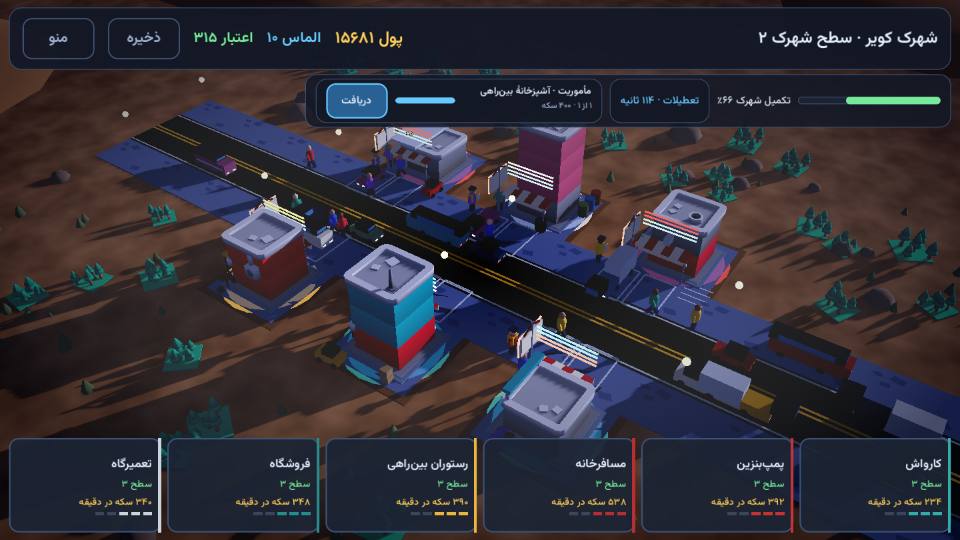 شهرک کویر · سطح شهرک ۲
پول ۱۵۶۸۱
الماس ۱۰
اعتبار ۳۱۵
ذخیره
منو
تکمیل شهرک ۶۶٪
تعطیلات · ۱۱۴ ثانیه
مأموریت · آشپزخانهٔ بین‌راهی
۱ از ۱ · ۴۰۰ سکه
دریافت
کارواش
سطح ۳
۲۳۴ سکه در دقیقه
پمپ‌بنزین
سطح ۳
۳۹۲ سکه در دقیقه
مسافرخانه
سطح ۳
۵۳۸ سکه در دقیقه
رستوران بین‌راهی
سطح ۳
۳۹۰ سکه در دقیقه
فروشگاه
سطح ۳
۳۴۸ سکه در دقیقه
تعمیرگاه
سطح ۳
۳۴۰ سکه در دقیقه